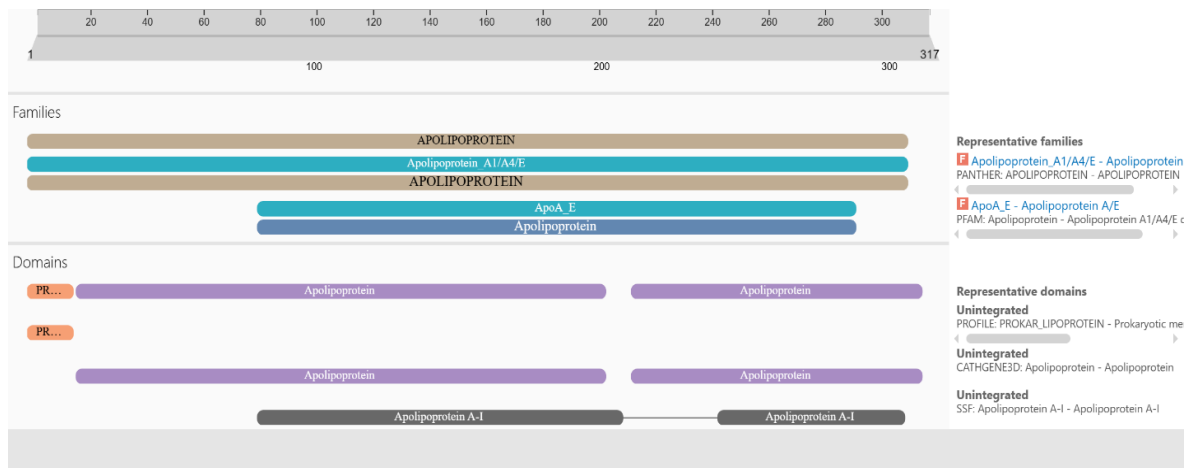 20 40 60 80 100 120 140 160 180 200 220 240 260 280 300
1 317
100 200 300
Families
APOLIPOPROTEIN
Representative families
Apolipoprotein_A1/A4/E
F Apolipoprotein_A1/A4/E - Apolipoprotein
PANTHER: APOLIPOPROTEIN - APOLIPOPROTEIN
APOLIPOPROTEIN
ApoA_E
F ApoA_E - Apolipoprotein A/E
Apolipoprotein
PFAM: Apolipoprotein - Apolipoprotein A1/A4/E
Domains
PR... Apolipoprotein Apolipoprotein
Representative domains
Unintegrated
PROFILE: PROKAR_LIPOPROTEIN - Prokaryotic me
PR...
Unintegrated
CATHGENE3D: Apolipoprotein - Apolipoprotein
Apolipoprotein Apolipoprotein
Unintegrated
SSF: Apolipoprotein A-I - Apolipoprotein A-I
Apolipoprotein A-I Apolipoprotein A-I